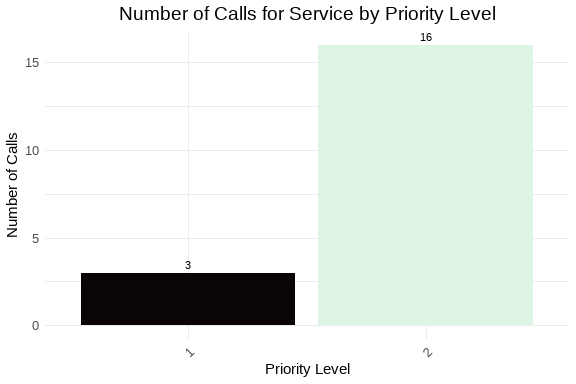 Number of Calls for Service by Priority Level
16
15
10
5
3
0
Number of Calls
1
2
Priority Level